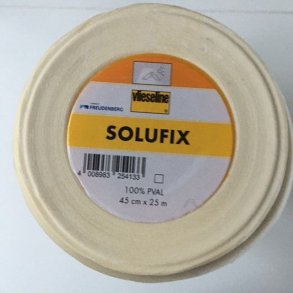 vlieseline
FREUDENBERG
SOLUFIX
4 008983 254133
100% PVAL
45 cm x 25 m